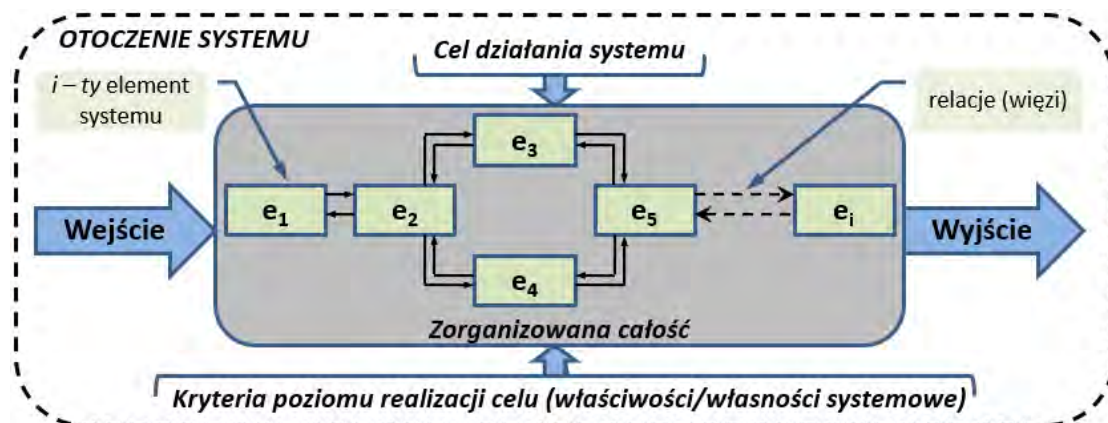 OTOCZENIE SYSTEMU
Cel działania systemu
i – ty element
systemu
relacje (więzi)
e3
e1
e2
e5
ei
e4
Wejście
Wyjście
Zorganizowana całość
Kryteria poziomu realizacji celu (właściwości/własności systemowe)